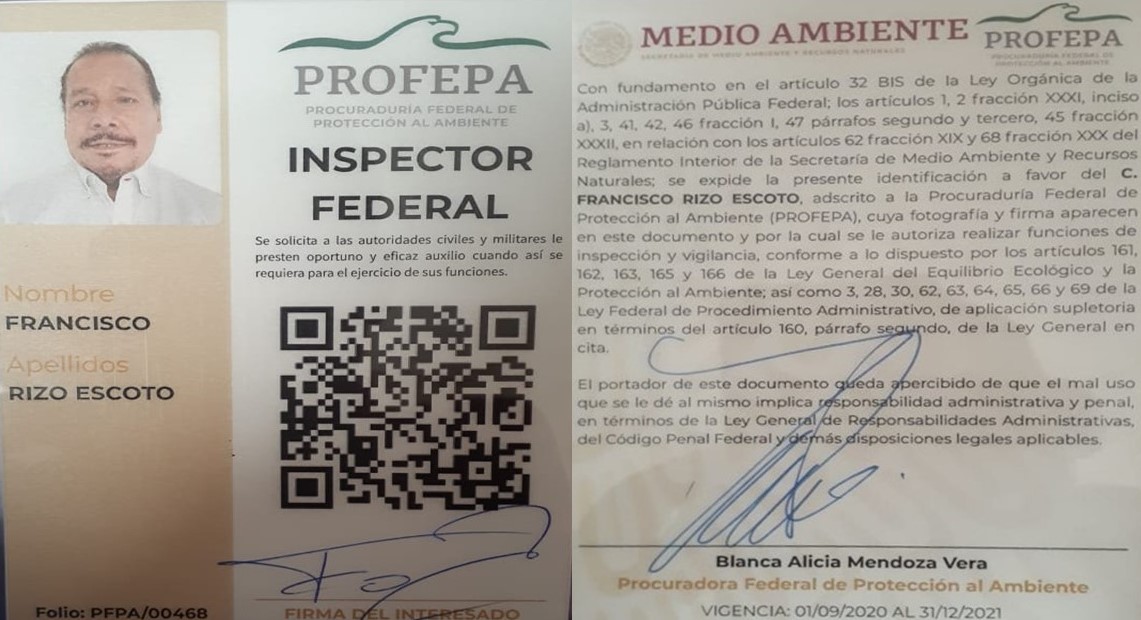 PROFEPA
PROCURADURÍA FEDERAL DE
PROTECCIÓN AL AMBIENTE
INSPECTOR
FEDERAL
Se solicita a las autoridades civiles y militares le
presten oportuno y eficaz auxilio cuando así se
requiera para el ejercicio de sus funciones.
Nombre
FRANCISCO
Apellidos
RIZO ESCOTO
Folio: PFPA/00468
FIRMA DEL INTERESADO
MEDIO AMBIENTE
SECRETARÍA DE MEDIO AMBIENTE Y RECURSOS NATURALES
PROFEPA
PROCURADURÍA FEDERAL DE
PROTECCIÓN AL AMBIENTE
Con fundamento en el artículo 32 BIS de la Ley Orgánica de la
Administración Pública Federal; los artículos 1, 2 fracción XXXI, inciso
a), 3, 41, 42, 46 fracción I, 47 párrafos segundo y tercero, 45 fracción
XXXII, en relación con los artículos 62 fracción XIX y 68 fracción XXX del
Reglamento Interior de la Secretaría de Medio Ambiente y Recursos
Naturales; se expide la presente identificación a favor del C.
FRANCISCO RIZO ESCOTO, adscrito a la Procuraduría Federal de
Protección al Ambiente (PROFEPA), cuya fotografía y firma aparecen
en este documento y por la cual se le autoriza realizar funciones de
inspección y vigilancia, conforme a lo dispuesto por los artículos 161,
162, 163, 165 y 166 de la Ley General del Equilibrio Ecológico y la
Protección al Ambiente; así como 3, 28, 30, 62, 63, 64, 65, 66 y 69 de la
Ley Federal de Procedimiento Administrativo, de aplicación supletoria
en términos del artículo 160, párrafo segundo, de la Ley General en
cita.
El portador de este documento queda apercibido de que el mal uso
que se le dé al mismo implica responsabilidad administrativa y penal,
en términos de la Ley General de Responsabilidades Administrativas,
del Código Penal Federal y demás disposiciones legales aplicables.
Blanca Alicia Mendoza Vera
Procuradora Federal de Protección al Ambiente
VIGENCIA: 01/09/2020 AL 31/12/2021